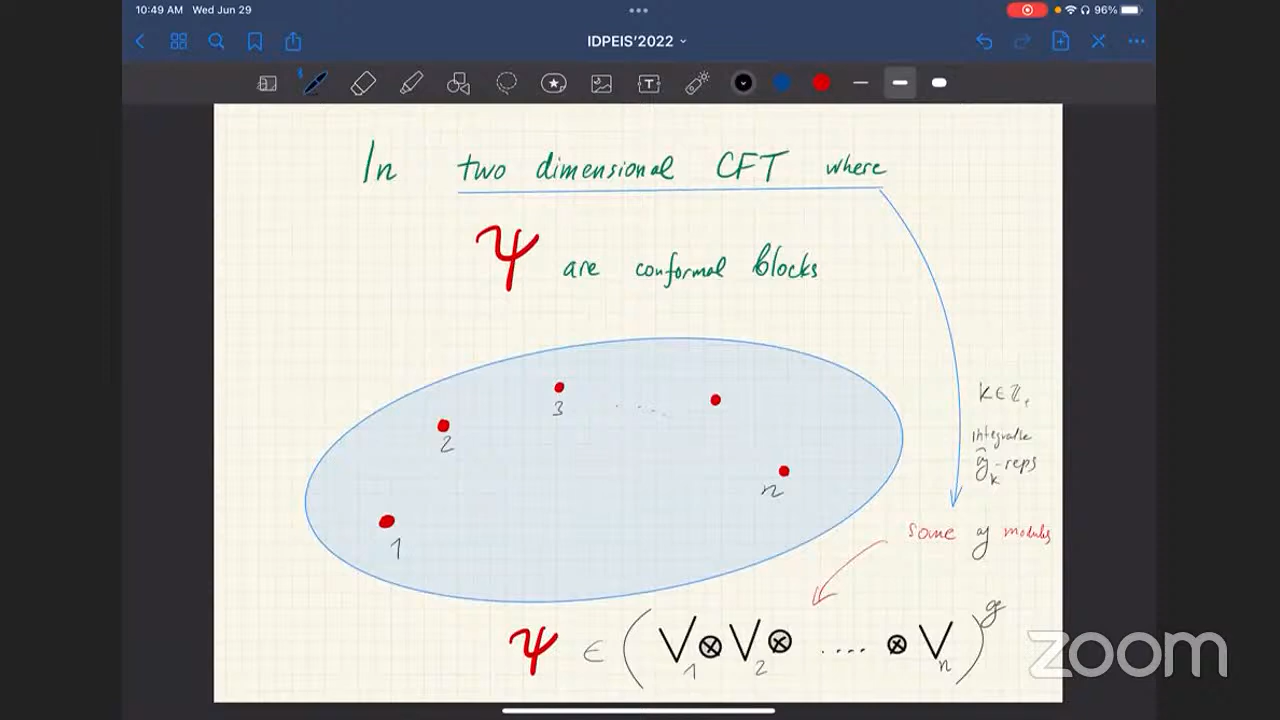 10:49 AM Wed Jun 29
96%
IDPEIS'2022
In two dimensional CFT where
Ψ are conformal blocks
3
2
n
1
k∈ℤ₊
integrable
ĝₖ-reps
some g modules
Ψ ∈ (V₁⊗V₂⊗ .... ⊗Vₙ)ᵍ
zoom